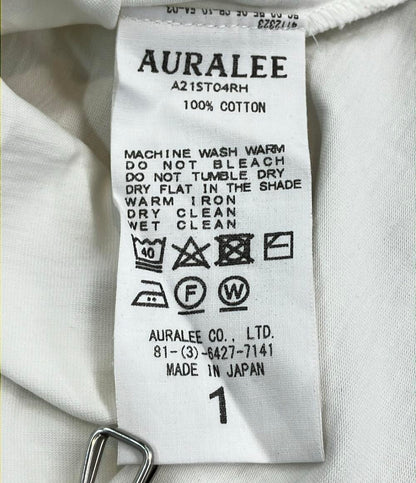 4112323
AURALEE
A21ST04RH
100% COTTON
MACHINE WASH WARM
DO NOT BLEACH
DO NOT TUMBLE DRY
DRY FLAT IN THE SHADE
WARM IRON
DRY CLEAN
WET CLEAN
40
F W
AURALEE CO., LTD.
81-(3)-6427-7141
MADE IN JAPAN
1